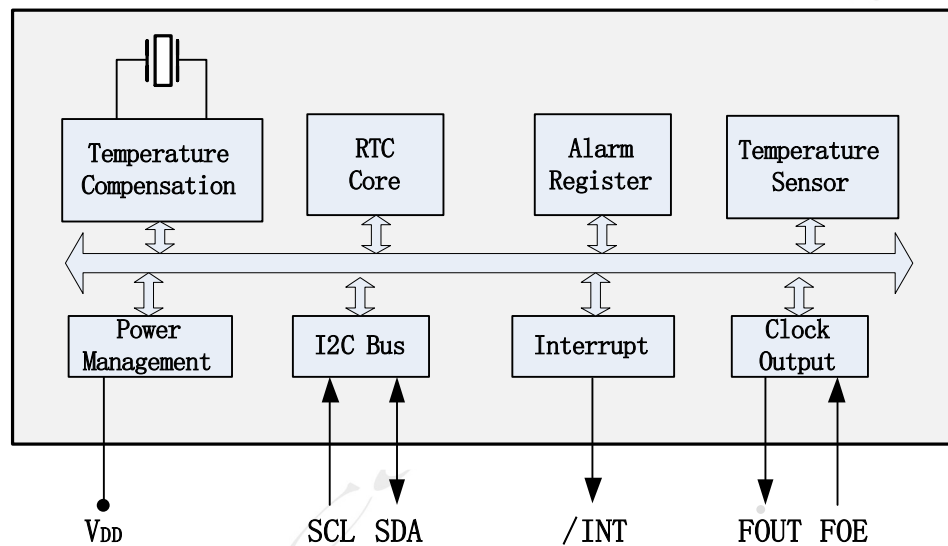 Temperature
Compensation
RTC
Core
Alarm
Register
Temperature
Sensor
Power
Management
I2C Bus
Interrupt
Clock
Output
VDD
SCL
SDA
/INT
FOUT
FOE